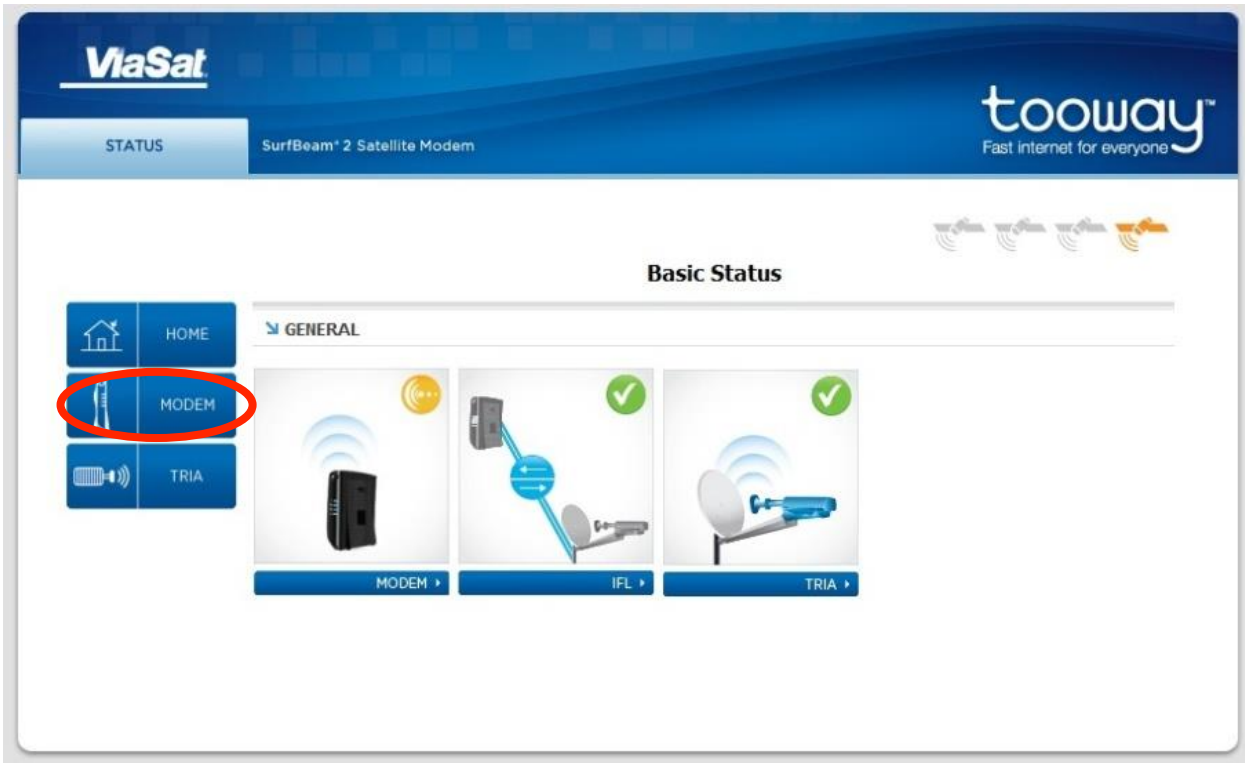 ViaSat
tooway™
Fast internet for everyone
STATUS
SurfBeam® 2 Satellite Modem
Basic Status
HOME
MODEM
TRIA
GENERAL
MODEM
IFL
TRIA